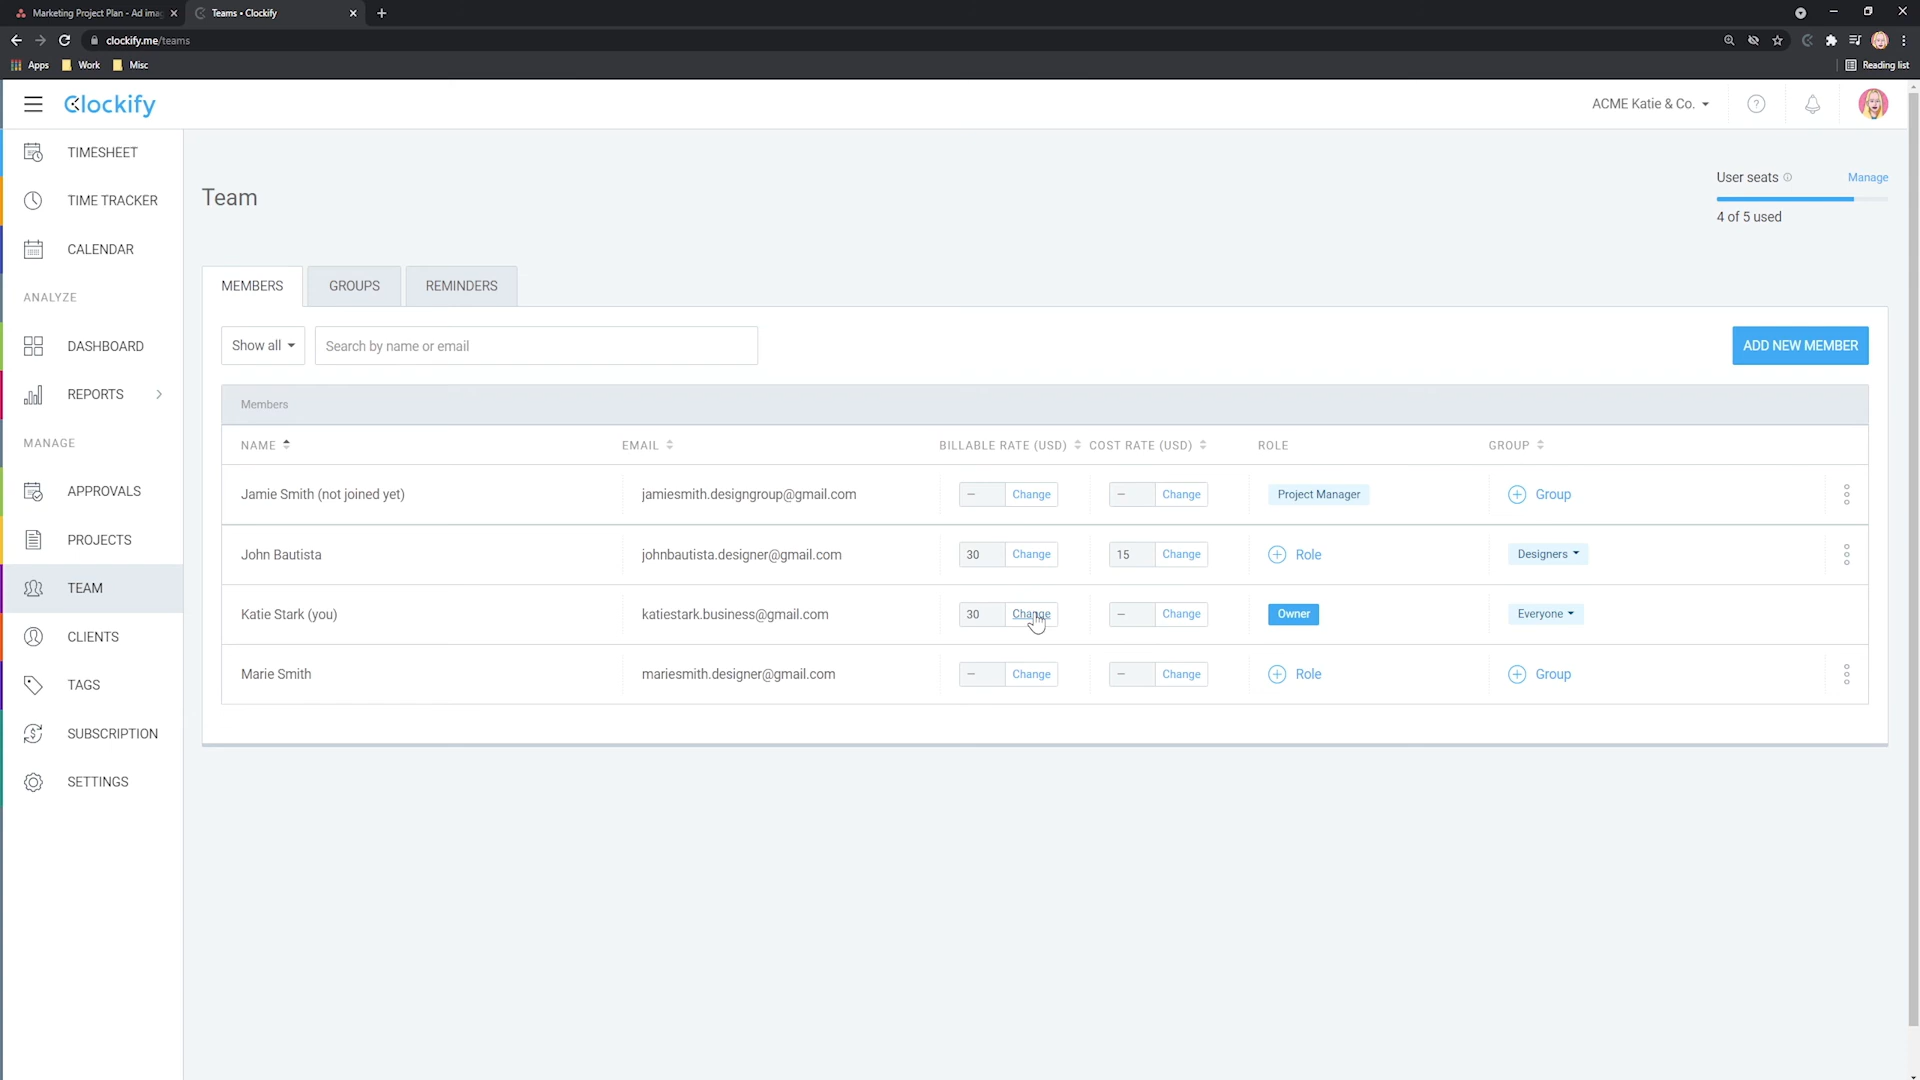 Marketing Project Plan - Ad ima
Teams • Clockify
clockify.me/teams
Apps
Work
Misc
Reading list
Clockify
ACME Katie & Co.
TIMESHEET
TIME TRACKER
CALENDAR
ANALYZE
DASHBOARD
REPORTS
MANAGE
APPROVALS
PROJECTS
TEAM
CLIENTS
TAGS
SUBSCRIPTION
SETTINGS
Team
User seats
Manage
4 of 5 used
MEMBERS
GROUPS
REMINDERS
Show all
Search by name or email
ADD NEW MEMBER
Members
NAME EMAIL BILLABLE RATE (USD) COST RATE (USD) ROLE GROUP
Jamie Smith (not joined yet) jamiesmith.designgroup@gmail.com – Change – Change Project Manager Group
John Bautista johnbautista.designer@gmail.com 30 Change 15 Change Role Designers
Katie Stark (you) katiestark.business@gmail.com 30 Change – Change Owner Everyone
Marie Smith mariesmith.designer@gmail.com – Change – Change Role Group